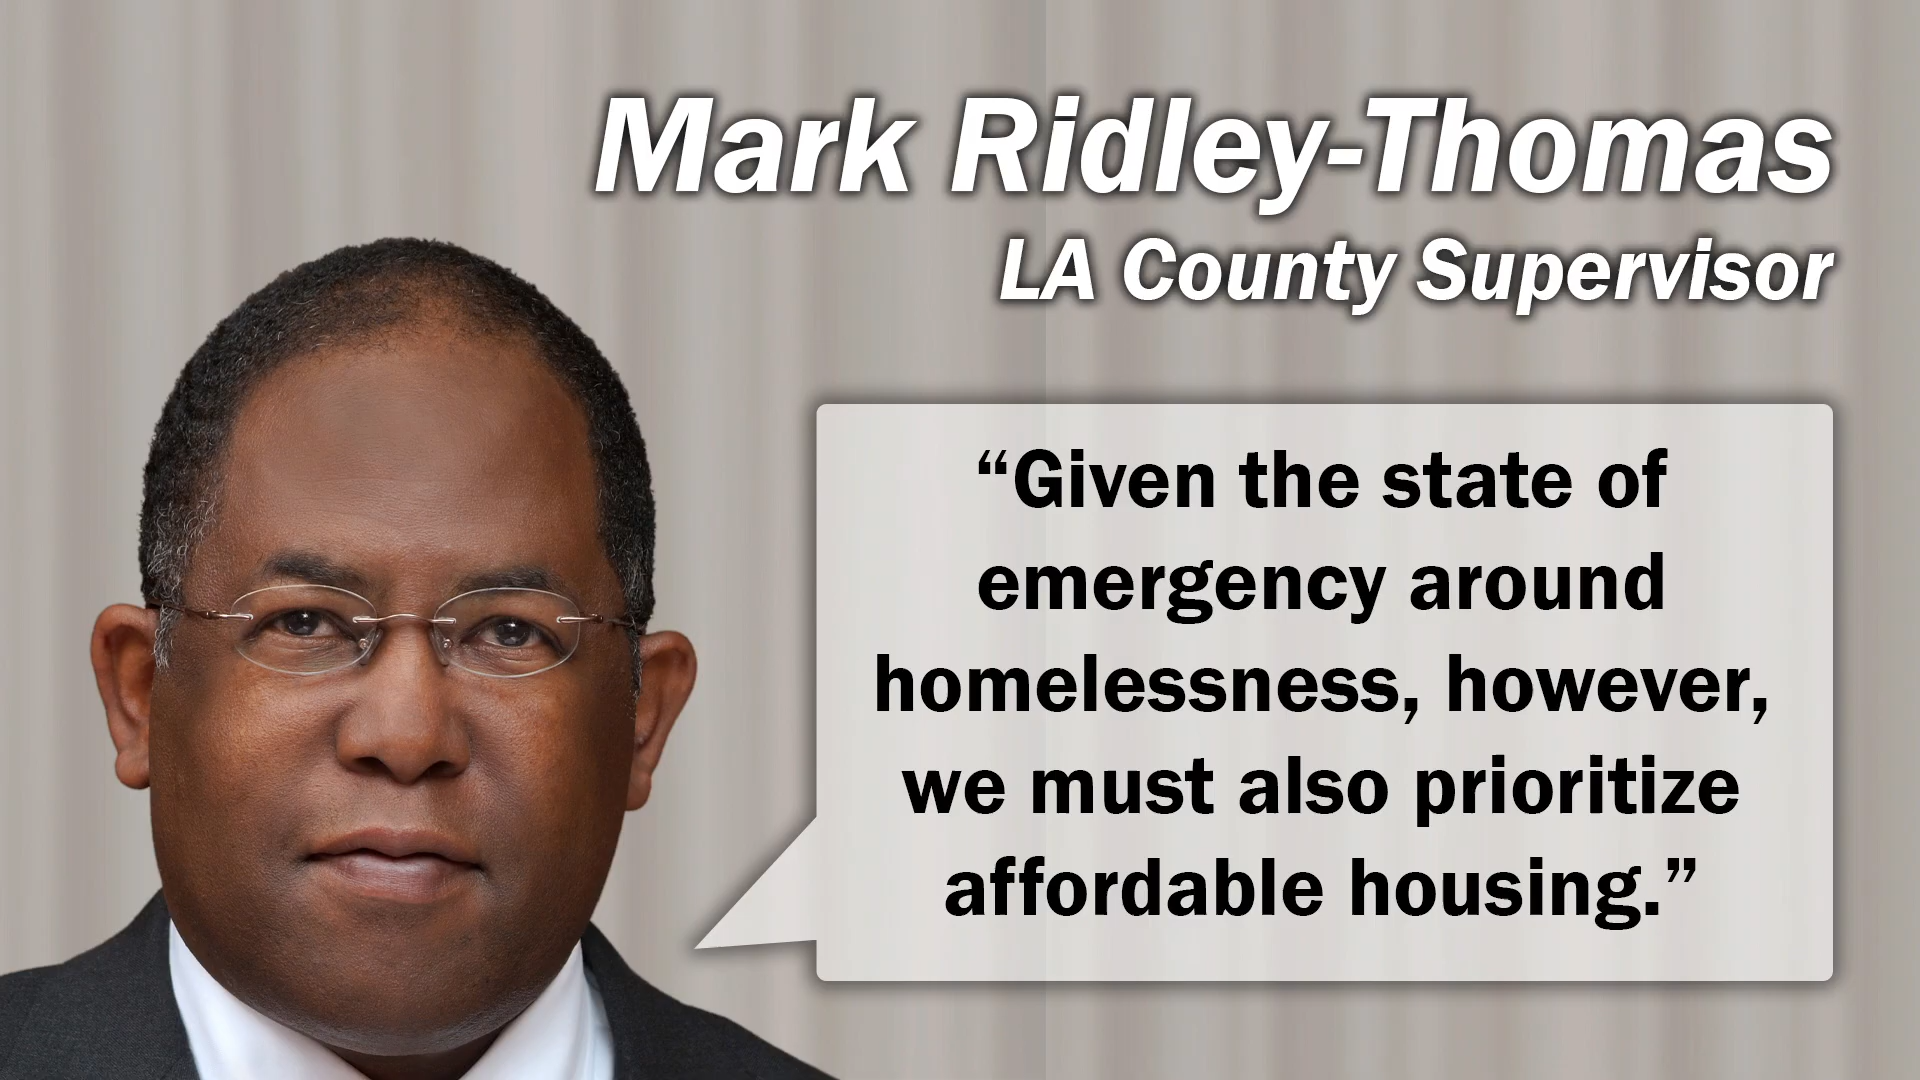 Mark Ridley-Thomas
LA County Supervisor
“Given the state of
emergency around
homelessness, however,
we must also prioritize
affordable housing.”